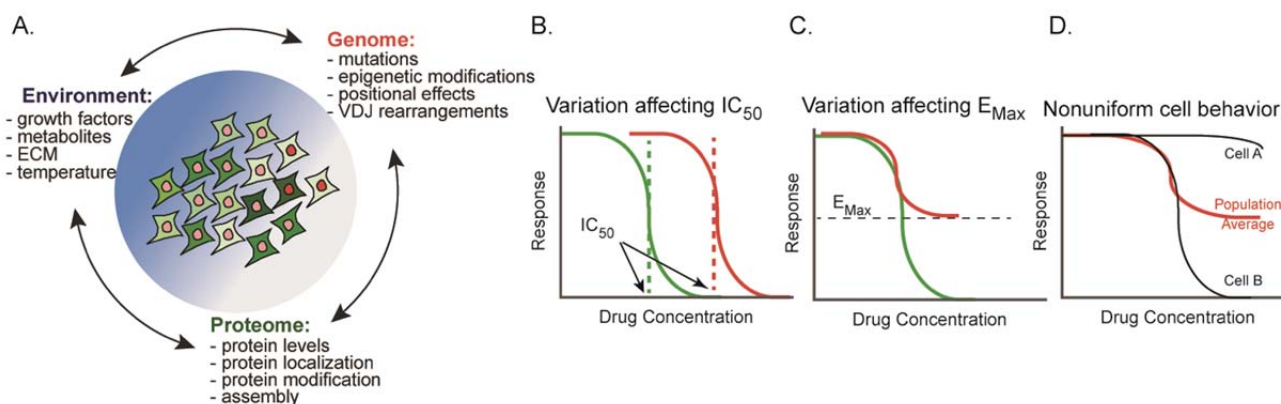 A.
Environment:
- growth factors
- metabolites
- ECM
- temperature
Genome:
- mutations
- epigenetic modifications
- positional effects
- VDJ rearrangements
Proteome:
- protein levels
- protein localization
- protein modification
- assembly
B.
Variation affecting IC50
Response
IC50
Drug Concentration
C.
Variation affecting EMax
Response
EMax
Drug Concentration
D.
Nonuniform cell behavior
Response
Cell A
Population
Average
Cell B
Drug Concentration